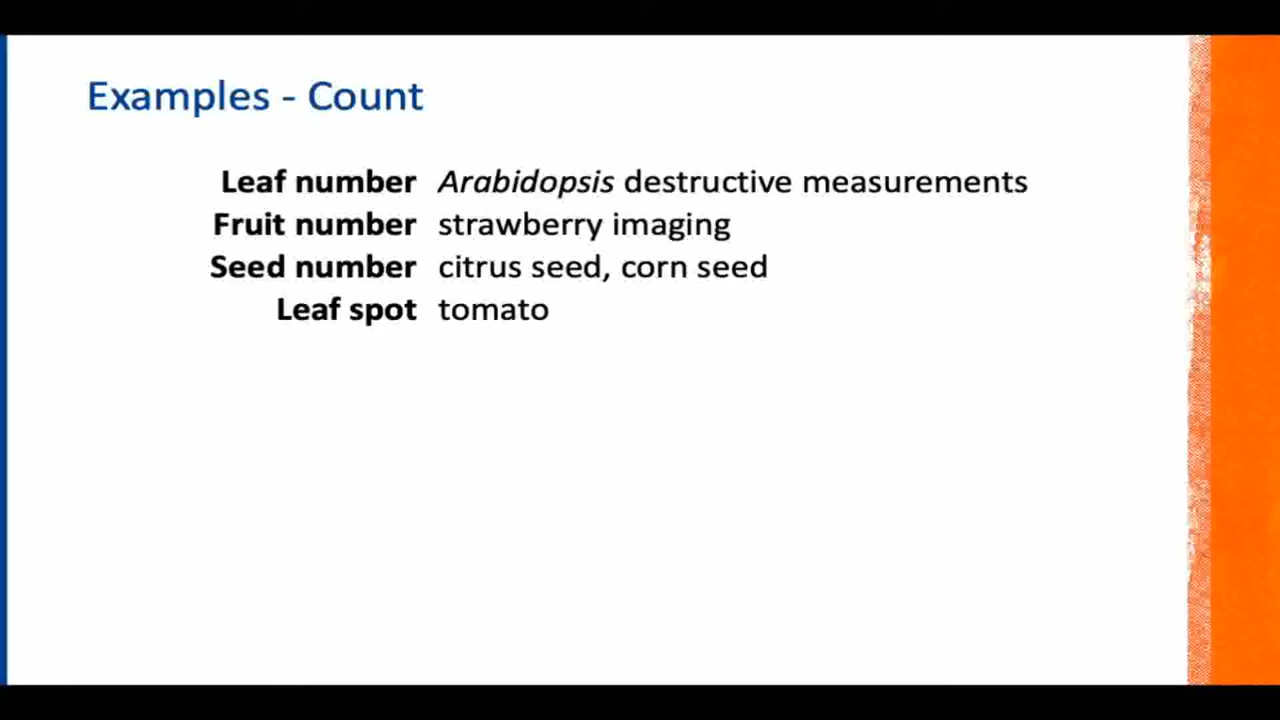 Examples - Count
Leaf number Arabidopsis destructive measurements
Fruit number strawberry imaging
Seed number citrus seed, corn seed
Leaf spot tomato